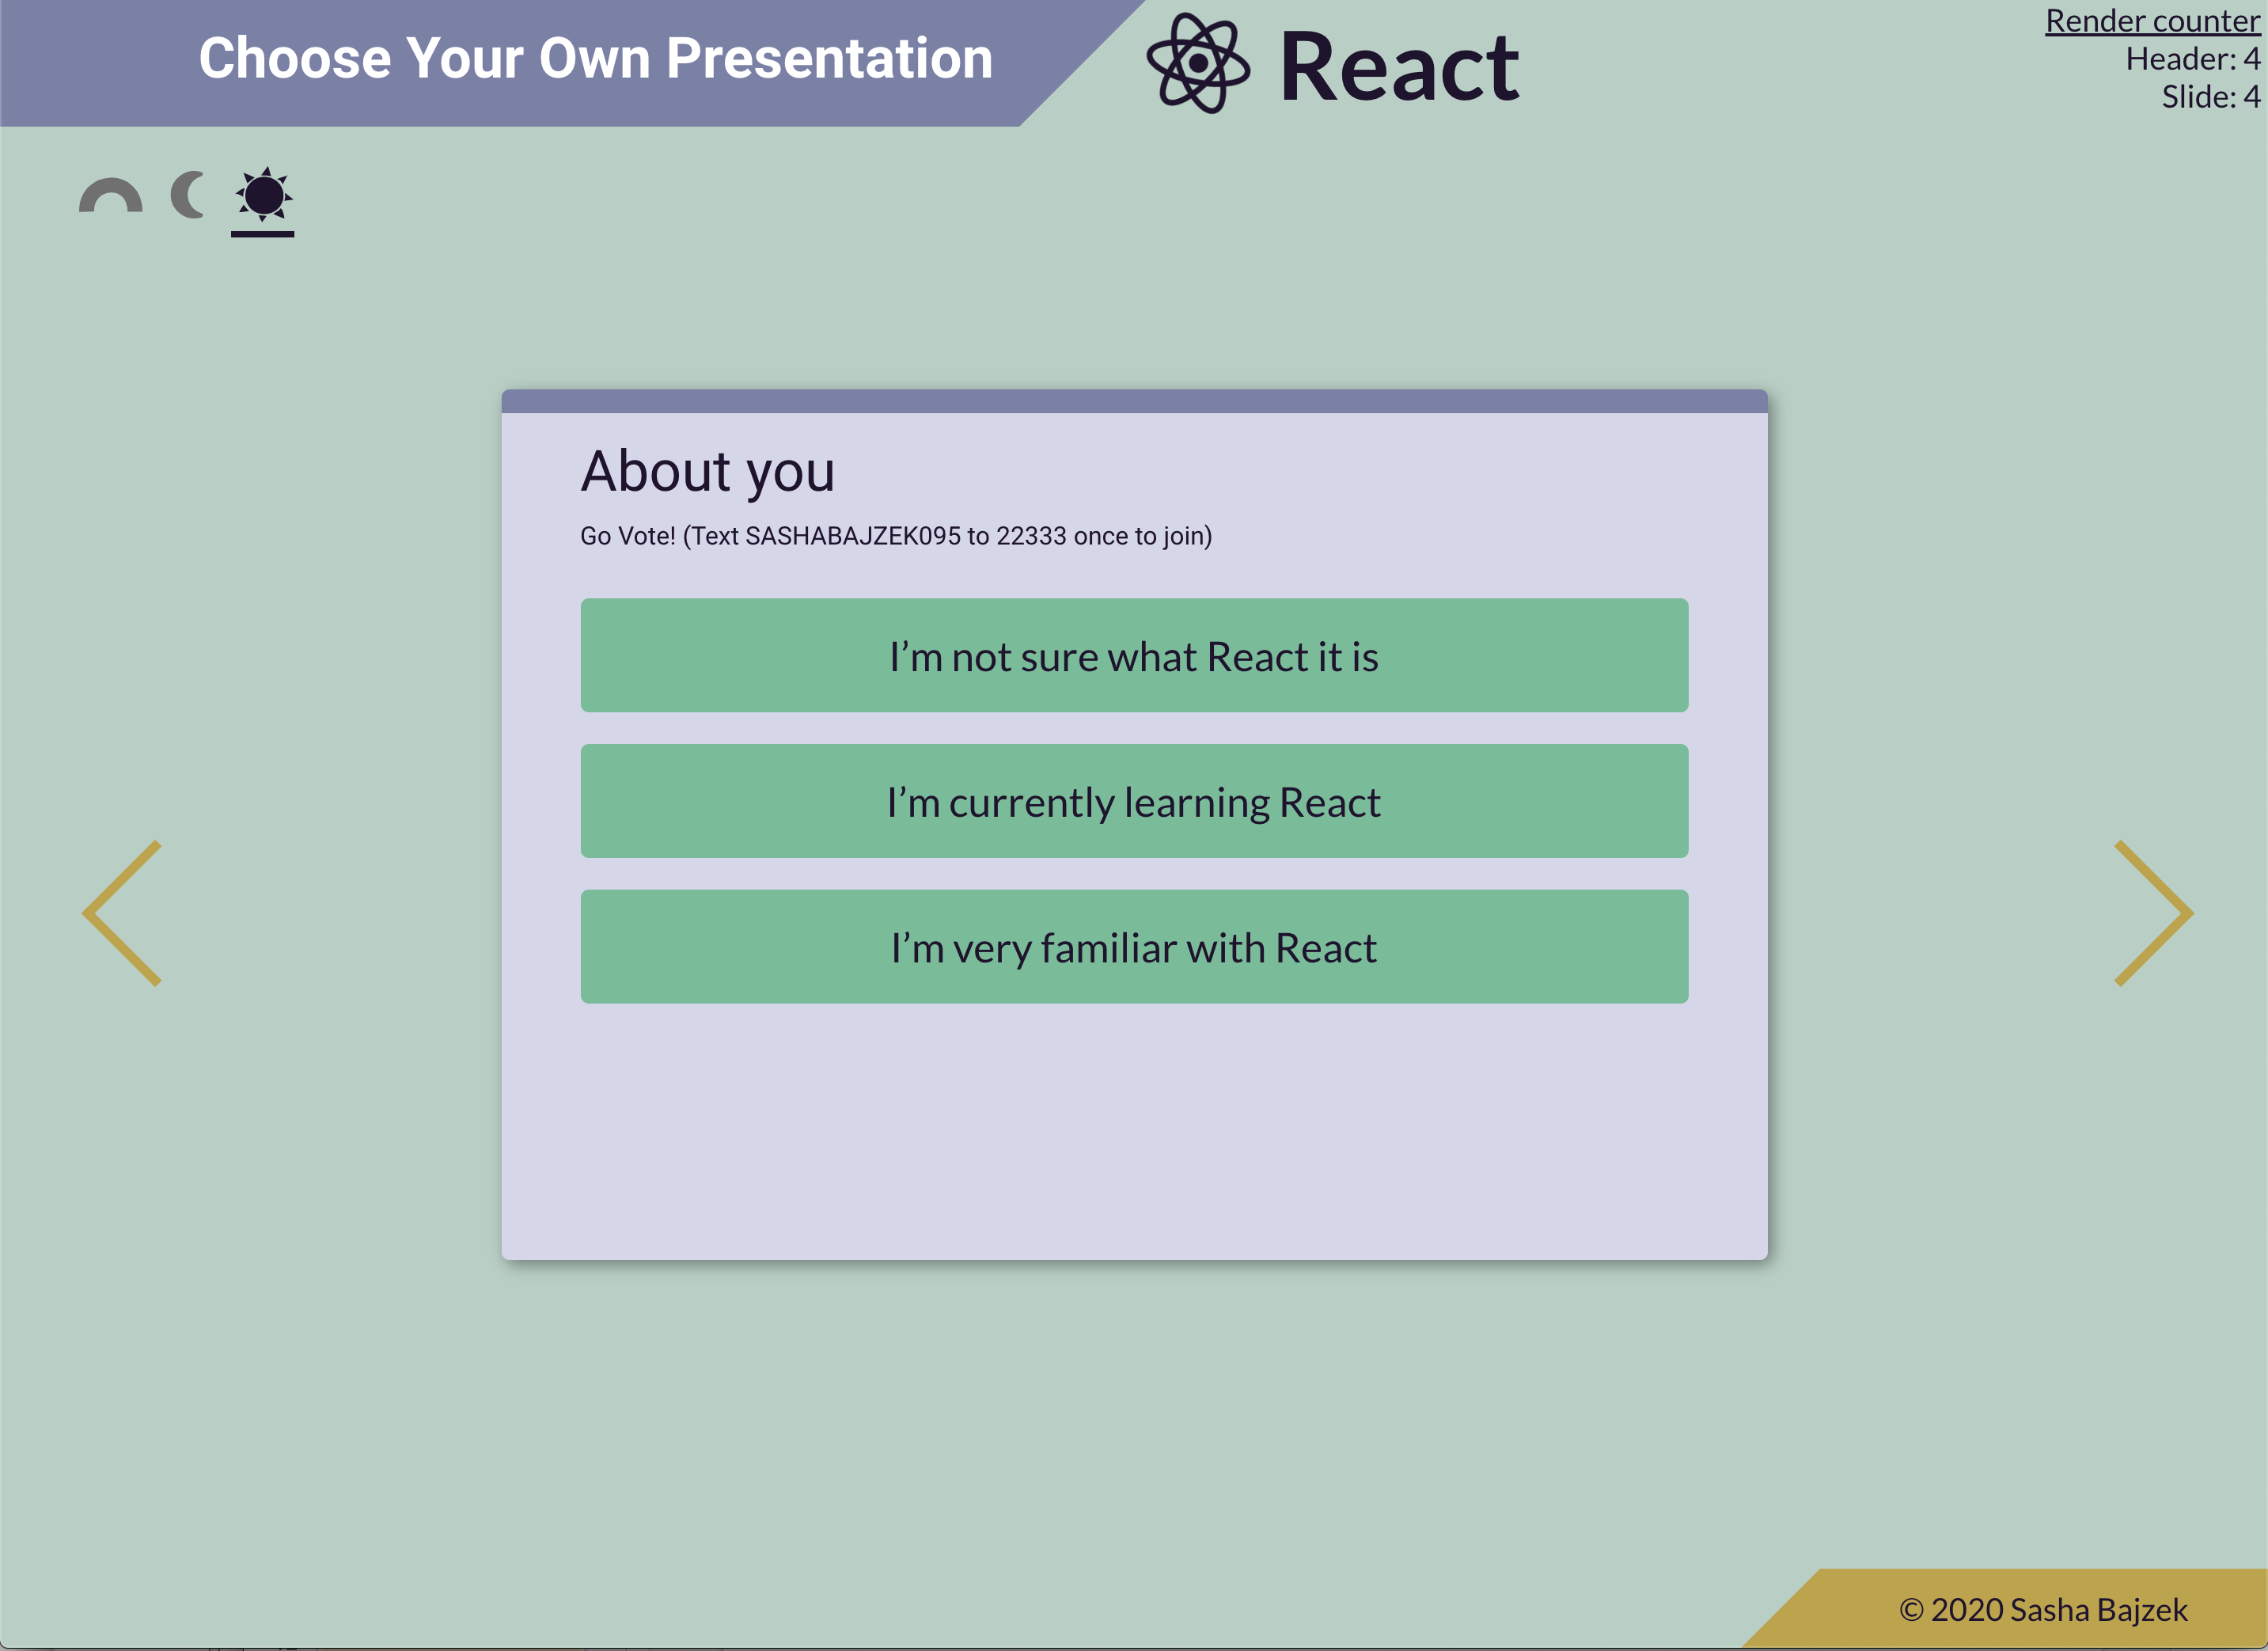 Choose Your Own Presentation
React
Render counter
Header: 4
Slide: 4
About you
Go Vote! (Text SASHABAJZEK095 to 22333 once to join)
I’m not sure what React it is
I’m currently learning React
I’m very familiar with React
© 2020 Sasha Bajzek